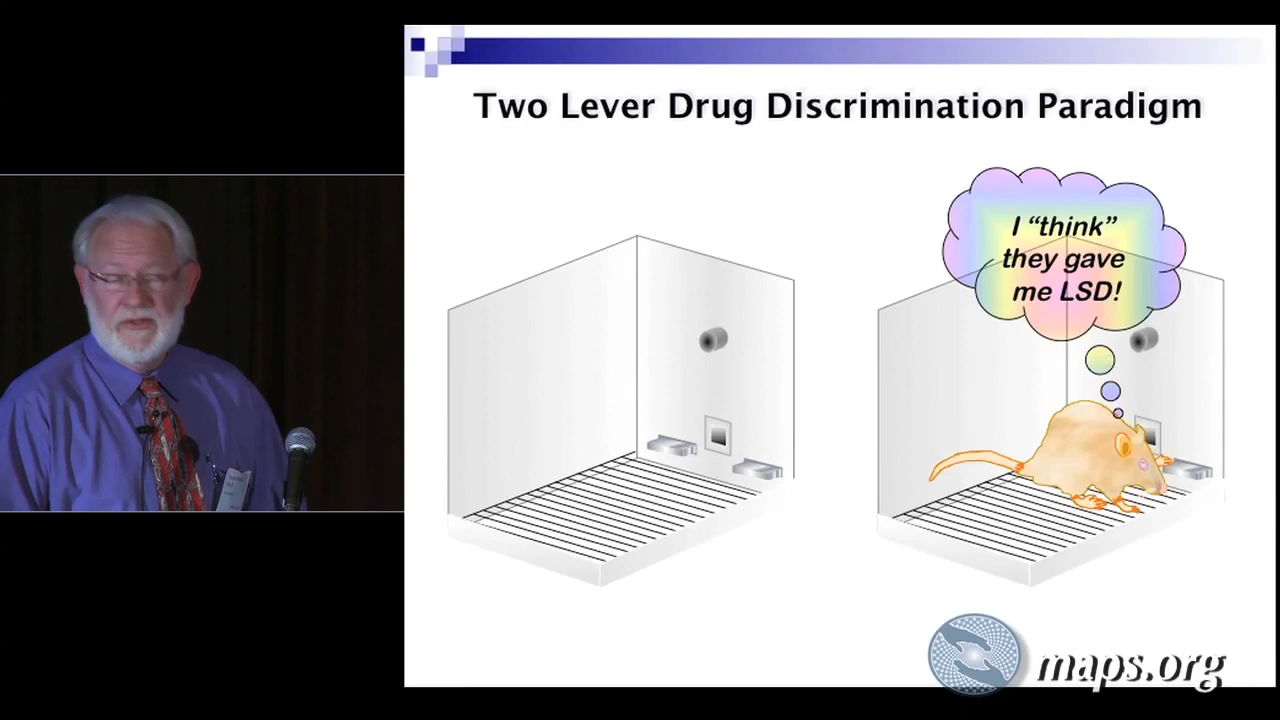 Two Lever Drug Discrimination Paradigm
I “think”
they gave
me LSD!
maps.org